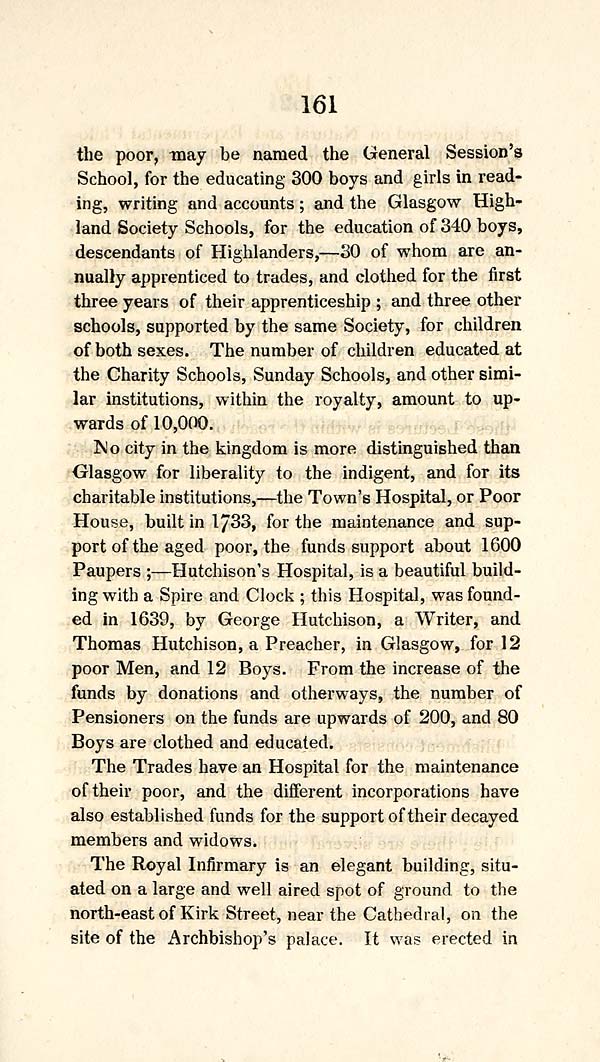 161
the poor, may be named the General Session's
School, for the educating 300 boys and girls in read-
ing, writing and accounts ; and the Glasgow High-
land Society Schools, for the education of 340 boys,
descendants of Highlanders,—30 of whom are an-
nually apprenticed to trades, and clothed for the first
three years of their apprenticeship ; and three other
schools, supported by the same Society, for children
of both sexes. The number of children educated at
the Charity Schools, Sunday Schools, and other simi-
lar institutions, within the royalty, amount to up-
wards of 10,000.
No city in the kingdom is more distinguished than
Glasgow for liberality to the indigent, and for its
charitable institutions,—the Town's Hospital, or Poor
House, built in 1733, for the maintenance and sup-
port of the aged poor, the funds support about 1600
Paupers ;—Hutchison's Hospital, is a beautiful build-
ing with a Spire and Clock ; this Hospital, was found-
ed in 1639, by George Hutchison, a Writer, and
Thomas Hutchison, a Preacher, in Glasgow, for 12
poor Men, and 12 Boys. From the increase of the
funds by donations and otherways, the number of
Pensioners on the funds are upwards of 200, and 80
Boys are clothed and educated.
The Trades have an Hospital for the maintenance
of their poor, and the different incorporations have
also established funds for the support of their decayed
members and widows.
The Royal Infirmary is an elegant building, situ-
ated on a large and well aired spot of ground to the
north-east of Kirk Street, near the Cathedral, on the
site of the Archbishop's palace. It was erected in